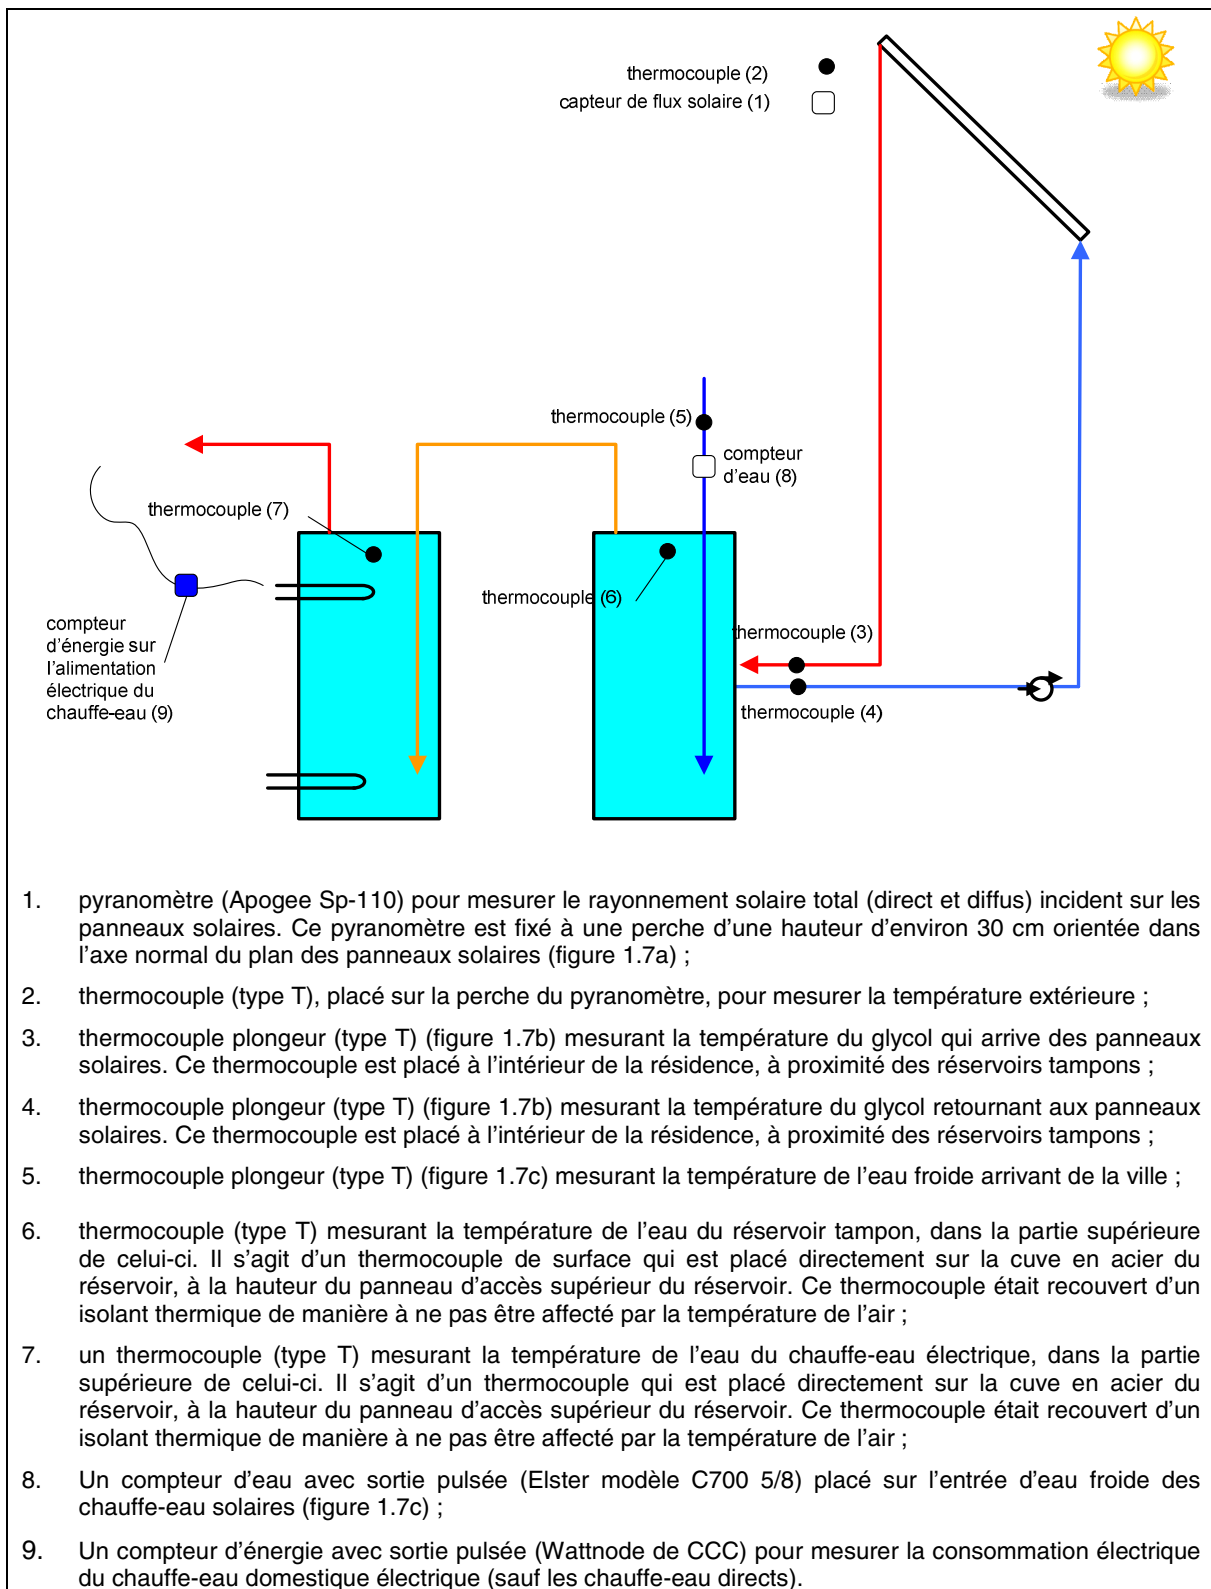 thermocouple (2)
capteur de flux solaire (1)
thermocouple (5)
compteur
d'eau (8)
thermocouple (7)
thermocouple (6)
thermocouple (3)
compteur
d'énergie sur
l'alimentation
électrique du
chauffe-eau (9)
thermocouple (4)
1. pyranomètre (Apogee Sp-110) pour mesurer le rayonnement solaire total (direct et diffus) incident sur les
panneaux solaires. Ce pyranomètre est fixé à une perche d'une hauteur d'environ 30 cm orientée dans
l'axe normal du plan des panneaux solaires (figure 1.7a) ;
2. thermocouple (type T), placé sur la perche du pyranomètre, pour mesurer la température extérieure ;
3. thermocouple plongeur (type T) (figure 1.7b) mesurant la température du glycol qui arrive des panneaux
solaires. Ce thermocouple est placé à l'intérieur de la résidence, à proximité des réservoirs tampons ;
4. thermocouple plongeur (type T) (figure 1.7b) mesurant la température du glycol retournant aux panneaux
solaires. Ce thermocouple est placé à l'intérieur de la résidence, à proximité des réservoirs tampons ;
5. thermocouple plongeur (type T) (figure 1.7c) mesurant la température de l'eau froide arrivant de la ville ;
6. thermocouple (type T) mesurant la température de l'eau du réservoir tampon, dans la partie supérieure
de celui-ci. Il s'agit d'un thermocouple de surface qui est placé directement sur la cuve en acier du
réservoir, à la hauteur du panneau d'accès supérieur du réservoir. Ce thermocouple était recouvert d'un
isolant thermique de manière à ne pas être affecté par la température de l'air ;
7. un thermocouple (type T) mesurant la température de l'eau du chauffe-eau électrique, dans la partie
supérieure de celui-ci. Il s'agit d'un thermocouple qui est placé directement sur la cuve en acier du
réservoir, à la hauteur du panneau d'accès supérieur du réservoir. Ce thermocouple était recouvert d'un
isolant thermique de manière à ne pas être affecté par la température de l'air ;
8. Un compteur d'eau avec sortie pulsée (Elster modèle C700 5/8) placé sur l'entrée d'eau froide des
chauffe-eau solaires (figure 1.7c) ;
9. Un compteur d'énergie avec sortie pulsée (Wattnode de CCC) pour mesurer la consommation électrique
du chauffe-eau domestique électrique (sauf les chauffe-eau directs).